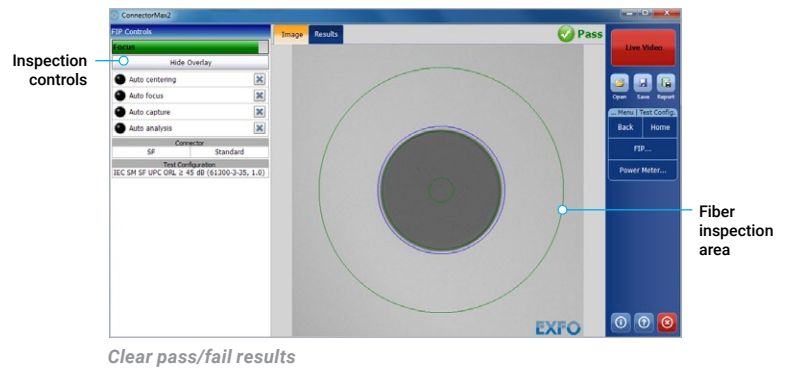 ConnectorMax2
FIP Controls
Focus
Hide Overlay
Auto centering
Auto focus
Auto capture
Auto analysis
Connector
SF Standard
Test Configuration
IEC SM SF UPC ORL ≥ 45 dB (61300-3-35, 1.0)
Image Results
Pass
EXFO
Live Video
Open Save Report
... Menu | Test Config.
Back Home
FIP...
Power Meter...
Inspection
controls
Fiber
inspection
area
Clear pass/fail results